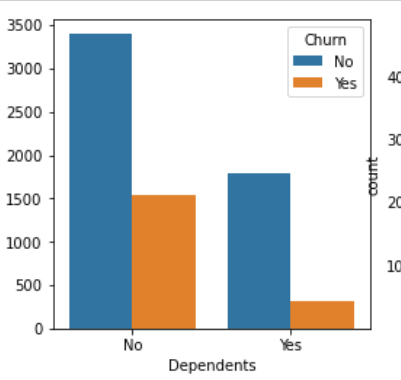 3500
3000
2500
2000
1500
1000
500
0
Churn
No
Yes
No
Yes
Dependents
count